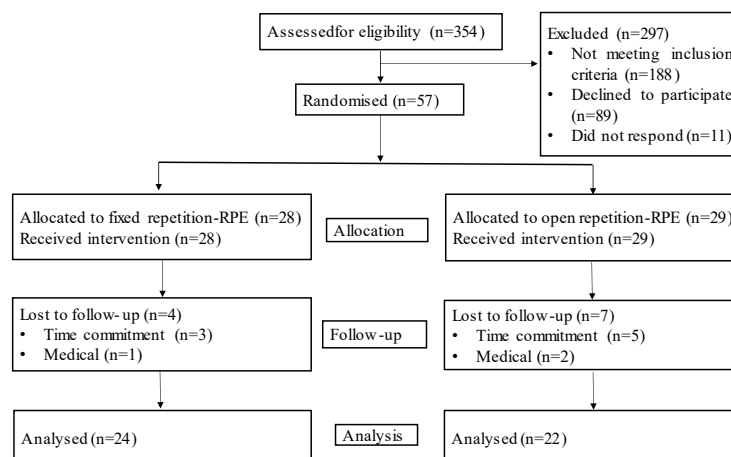 Assessedfor eligibility (n=354)
Excluded (n=297)
• Not meeting inclusion
criteria (n=188)
• Declined to participate
(n=89)
• Did not respond (n=11)
Randomised (n=57)
Allocated to fixed repetition-RPE (n=28)
Received intervention (n=28)
Allocation
Allocated to open repetition-RPE (n=29)
Received intervention (n=29)
Lost to follow-up (n=4)
• Time commitment (n=3)
• Medical (n=1)
Follow-up
Lost to follow-up (n=7)
• Time commitment (n=5)
• Medical (n=2)
Analysed (n=24)
Analysis
Analysed (n=22)